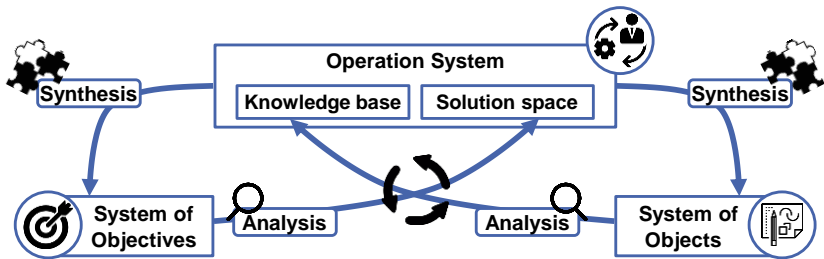 Operation System
Synthesis
Knowledge base
Solution space
Synthesis
System of
Objectives
Analysis
Analysis
System of
Objects